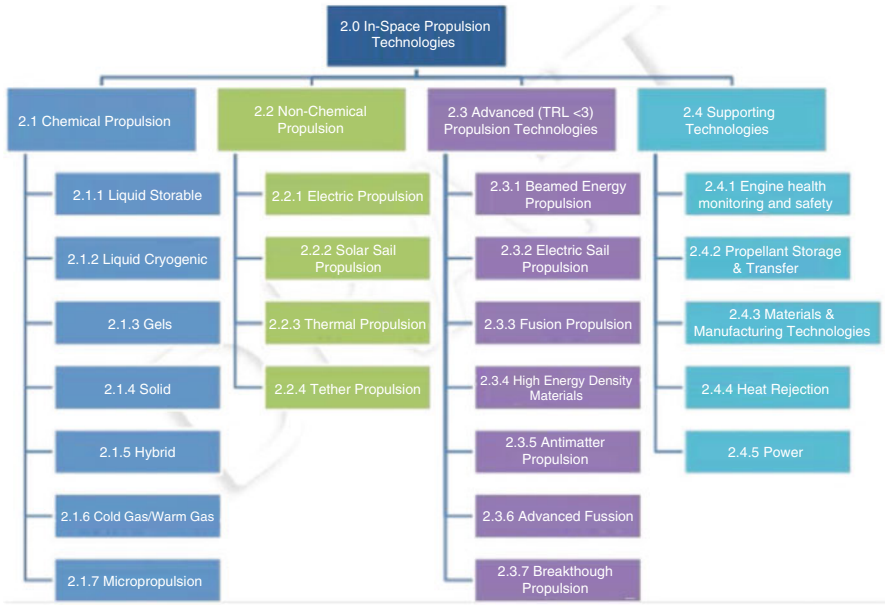 2.0 In-Space Propulsion
Technologies
2.1 Chemical Propulsion
2.1.1 Liquid Storable
2.1.2 Liquid Cryogenic
2.1.3 Gels
2.1.4 Solid
2.1.5 Hybrid
2.1.6 Cold Gas/Warm Gas
2.1.7 Micropropulsion
2.2 Non-Chemical
Propulsion
2.2.1 Electric Propulsion
2.2.2 Solar Sail
Propulsion
2.2.3 Thermal Propulsion
2.2.4 Tether Propulsion
2.3 Advanced (TRL <3)
Propulsion Technologies
2.3.1 Beamed Energy
Propulsion
2.3.2 Electric Sail
Propulsion
2.3.3 Fusion Propulsion
2.3.4 High Energy Density
Materials
2.3.5 Antimatter
Propulsion
2.3.6 Advanced Fussion
2.3.7 Breakthough
Propulsion
2.4 Supporting
Technologies
2.4.1 Engine health
monitoring and safety
2.4.2 Propellant Storage
& Transfer
2.4.3 Materials &
Manufacturing Technologies
2.4.4 Heat Rejection
2.4.5 Power
DRAFT